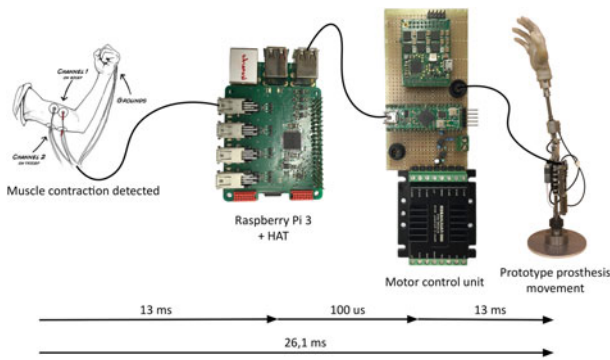 CHANNEL 1
GROUNDS
CHANNEL 2
Muscle contraction detected
Raspberry Pi 3
+ HAT
Motor control unit
Prototype prosthesis
movement
13 ms
100 us
13 ms
26,1 ms